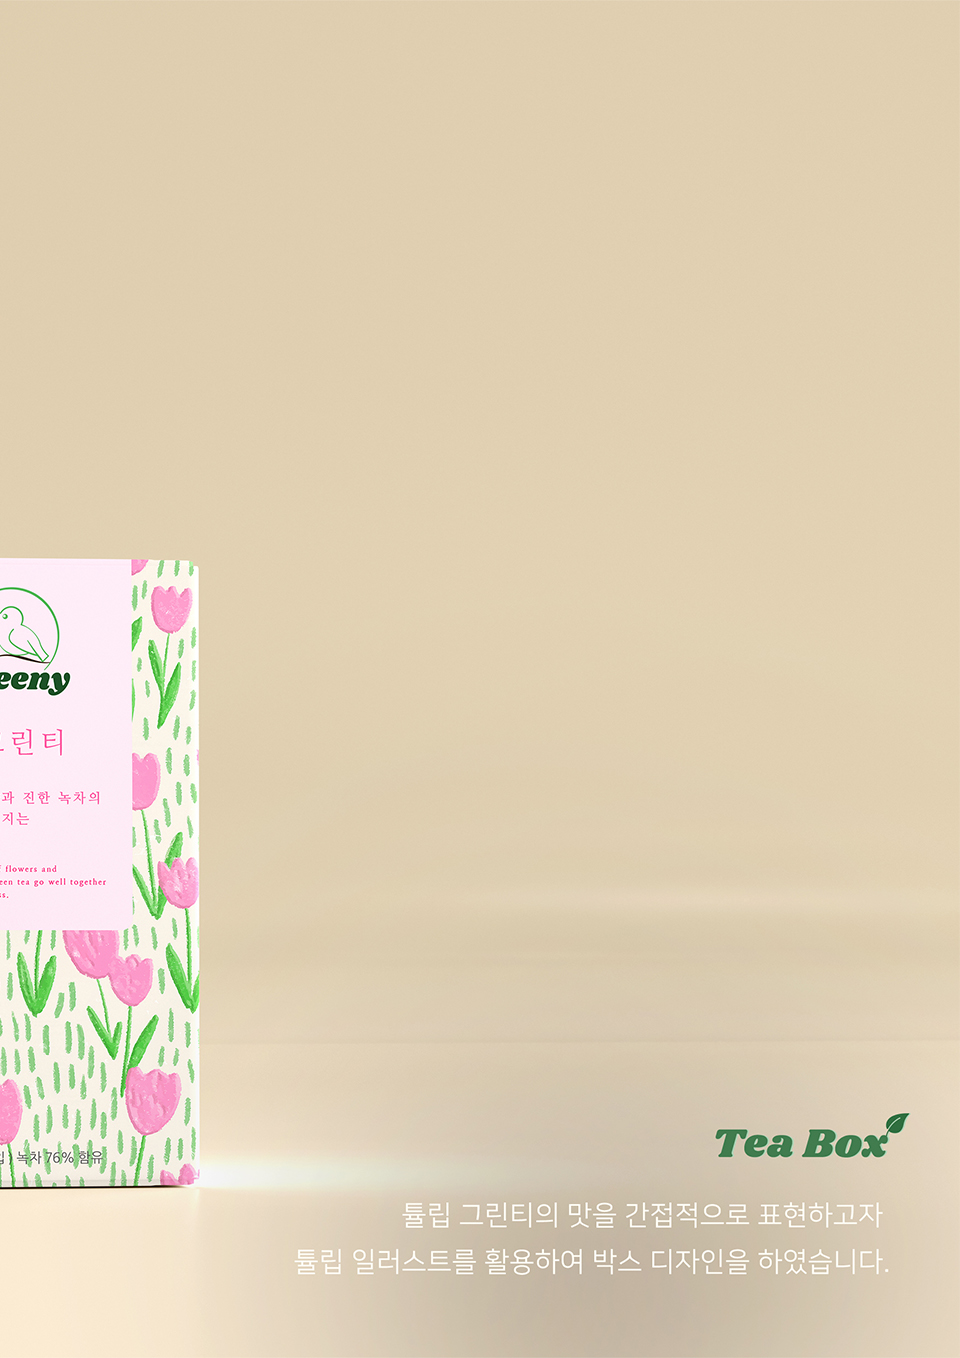 eeny
린티
과 진한 녹차의
지는
flowers and
een tea go well together
ss.
녹차 76% 함유
Tea Box
튤립 그린티의 맛을 간접적으로 표현하고자
튤립 일러스트를 활용하여 박스 디자인을 하였습니다.